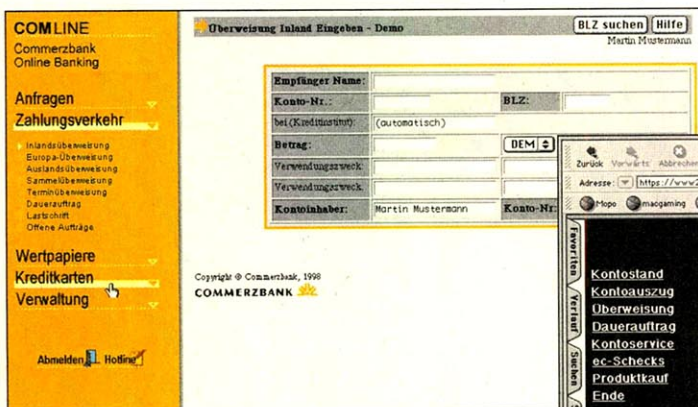 COMLINE
Commerzbank
Online Banking
Anfragen
Zahlungsverkehr
Inlandsüberweisung
Europa-Überweisung
Auslandsüberweisung
Sammelüberweisung
Terminüberweisung
Dauerauftrag
Lastschrift
Offene Aufträge
Wertpapiere
Kreditkarten
Verwaltung
Abmelden Hotline
Überweisung Inland Eingeben - Demo
BLZ suchen Hilfe
Martin Mustermann
Empfänger Name:
Konto-Nr.: BLZ:
bei (Kreditinstitut): (automatisch)
Betrag: DEM
Verwendungszweck:
Verwendungszweck:
Kontoinhaber: Martin Mustermann Konto-Nr:
Copyright © Commerzbank, 1998
COMMERZBANK
Zurück Vorwärts Abbrechen
Adresse: https://www2
Mopo macgaming
Favoriten
Verlauf
Suchen
Kontostand
Kontoauszug
Überweisung
Dauerauftrag
Kontoservice
ec-Schecks
Produktkauf
Ende